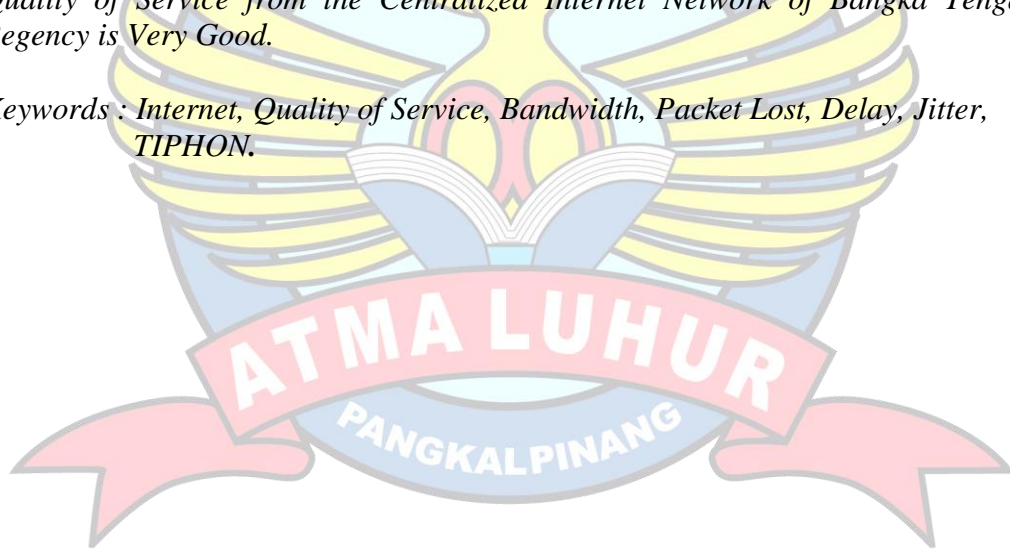 Quality of Service from the Centralized Internet Network of Bangka
Regency is Very Good.
Keywords : Internet, Quality of Service, Bandwidth, Packet Lost, Delay, Jitter,
TIPHON.
ATMA LUHUR
PANGKALPINANG